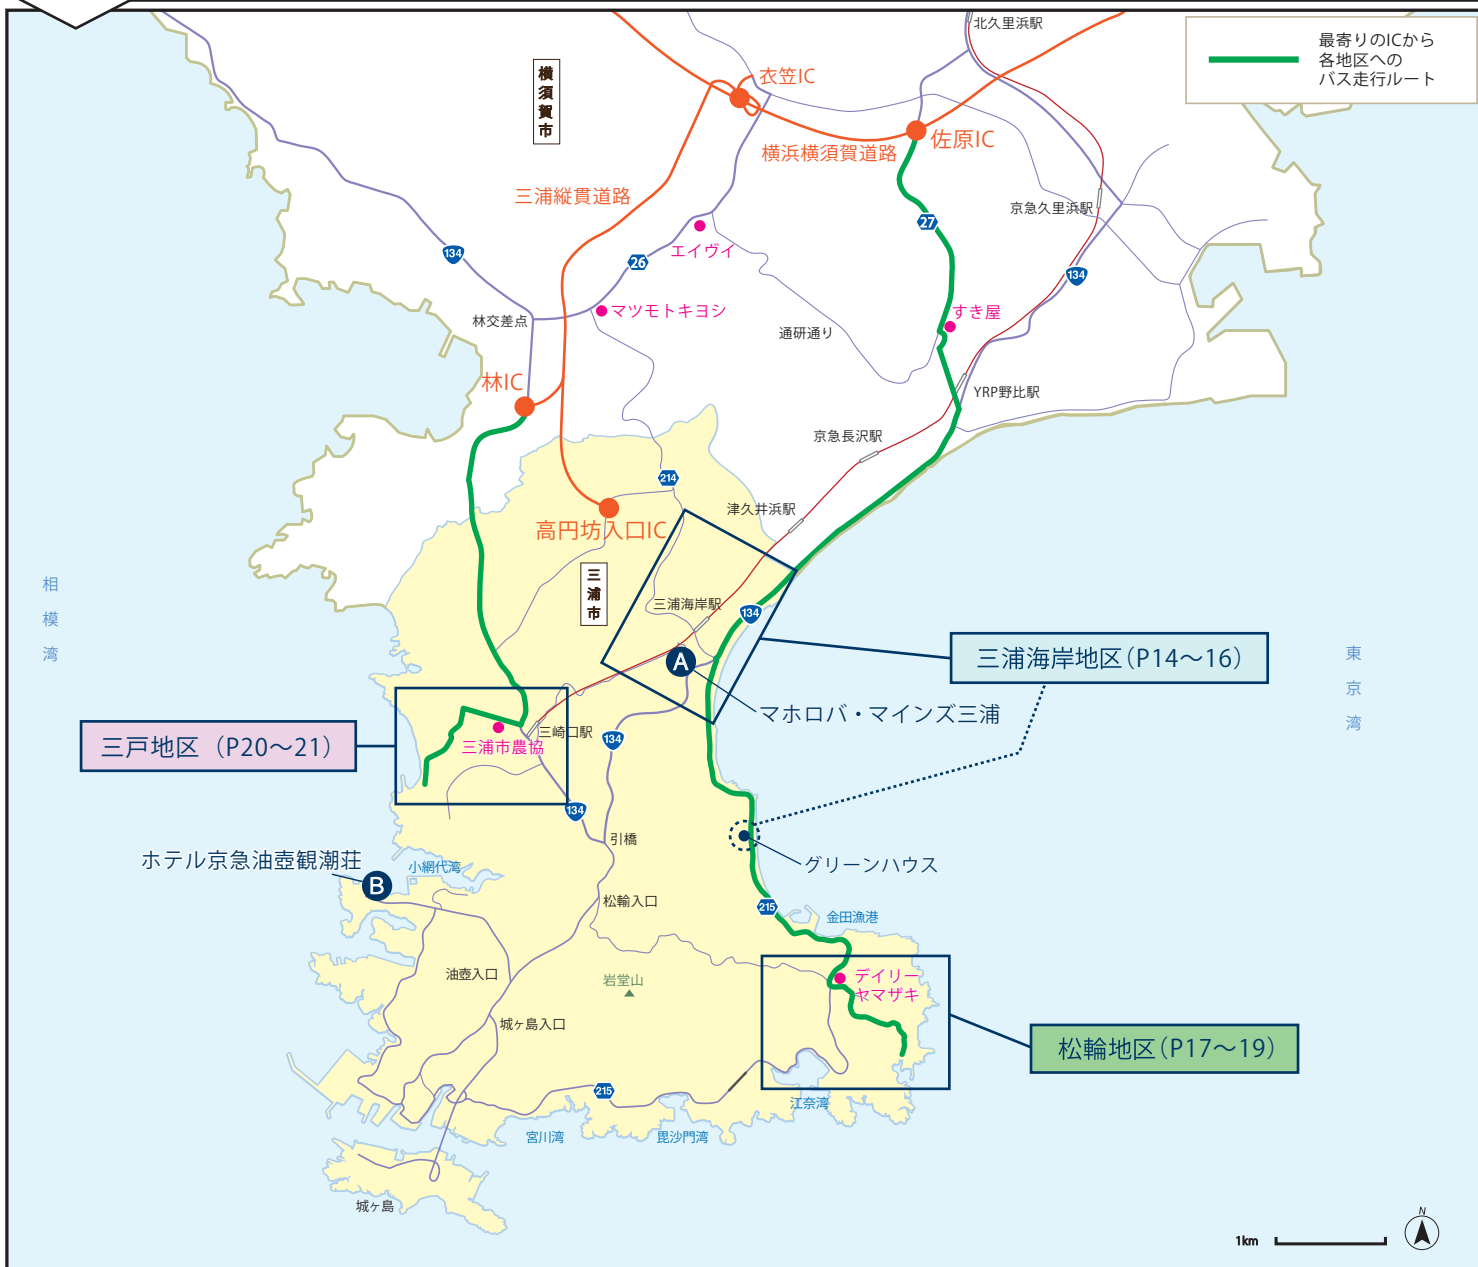 北久里浜駅
最寄りのICから
各地区への
バス走行ルート
横須賀市
衣笠IC
佐原IC
横浜横須賀道路
三浦縦貫道路
京急久里浜駅
27
134
エイヴイ
26
134
マツモトキヨシ
すき屋
林交差点
通研通り
林IC
YRP野比駅
京急長沢駅
214
津久井浜駅
高円坊入口IC
三浦市
三浦海岸駅
134
相模湾
東京湾
三浦海岸地区(P14〜16)
A
マホロバ・マインズ三浦
三戸地区 (P20〜21)
三浦市農協
三崎口駅
134
134
引橋
グリーンハウス
ホテル京急油壺観潮荘
B
小網代湾
松輪入口
215
金田漁港
油壺入口
岩堂山
デイリー
ヤマザキ
城ヶ島入口
松輪地区(P17〜19)
215
江奈湾
宮川湾
毘沙門湾
城ヶ島
1km
N